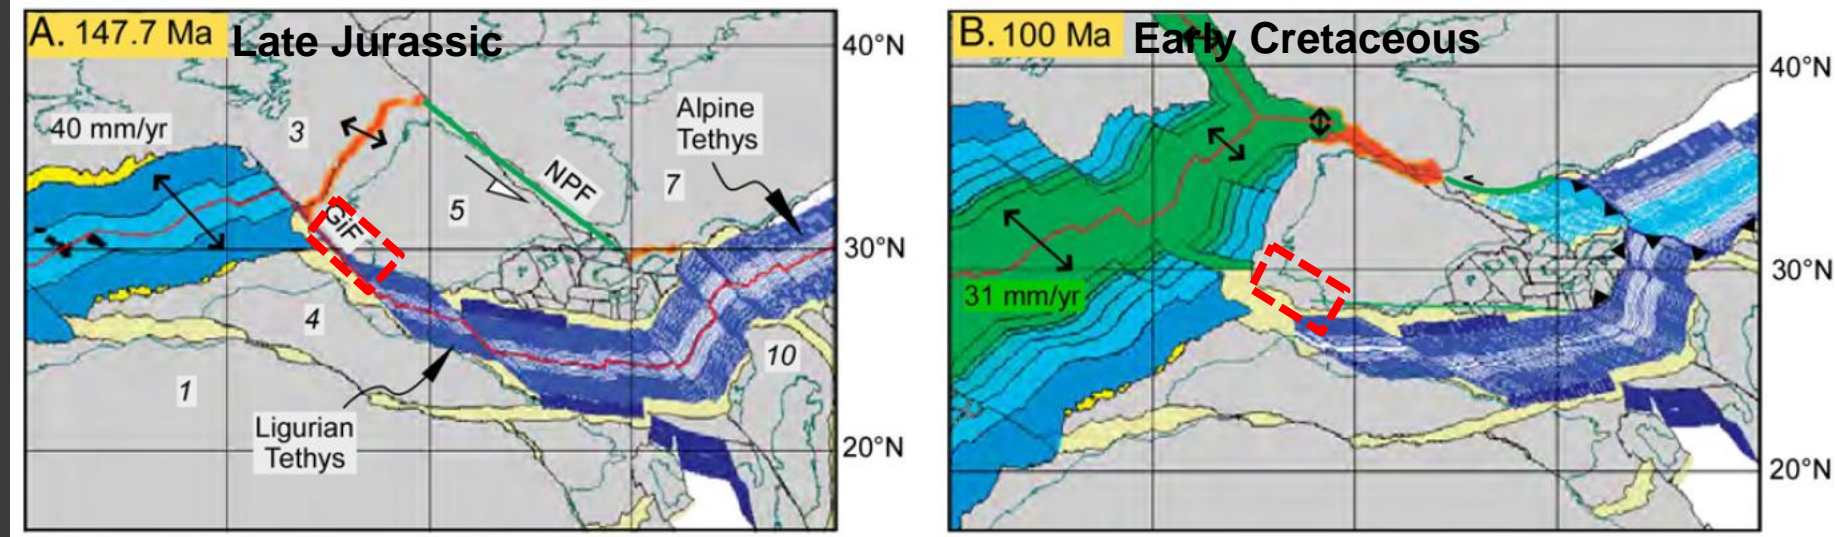 A. 147.7 Ma Late Jurassic
40°N
40 mm/yr
3
Alpine
Tethys
NPF
7
5
GiF
30°N
4
10
1
Ligurian
Tethys
20°N
B. 100 Ma Early Cretaceous
40°N
30°N
31 mm/yr
20°N